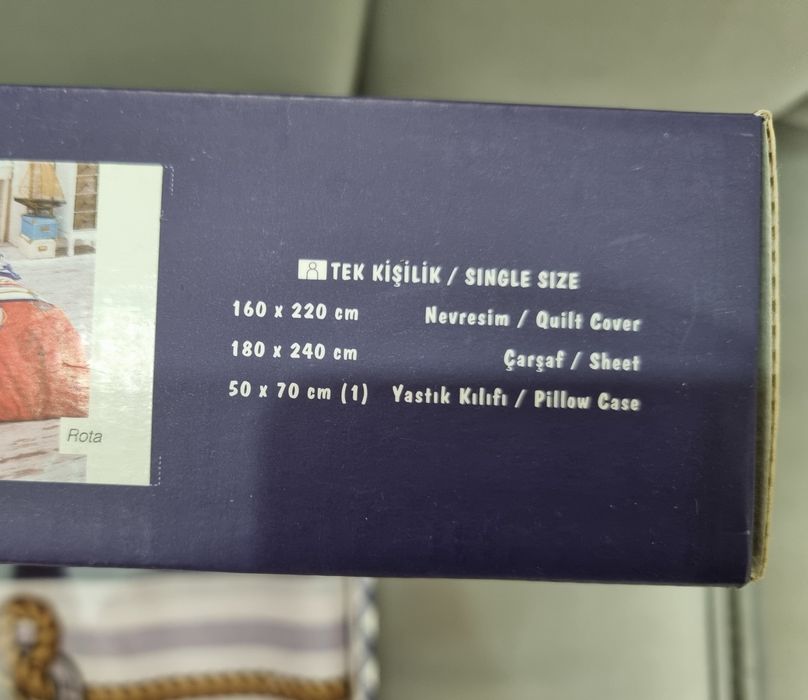 TEK KİŞİLİK / SINGLE SIZE
160 x 220 cm Nevresim / Quilt Cover
180 x 240 cm Çarşaf / Sheet
50 x 70 cm (1) Yastık Kılıfı / Pillow Case
Rota